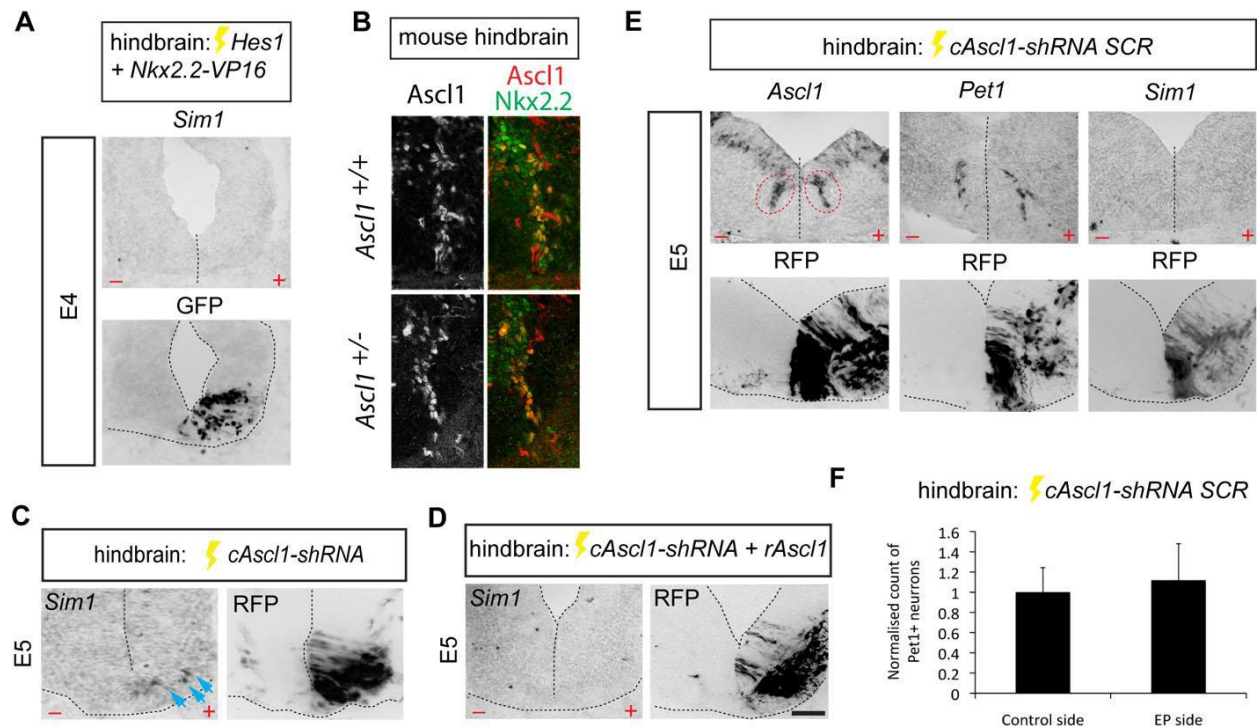 A
hindbrain: Hes1
+ Nkx2.2-VP16
Sim1
E4
– +
GFP
B
mouse hindbrain
Ascl1
Ascl1
Nkx2.2
Ascl1 +/+
Ascl1 +/-
C
hindbrain: cAscl1-shRNA
E5
Sim1
– +
RFP
D
hindbrain: cAscl1-shRNA + rAscl1
E5
Sim1
– +
RFP
E
hindbrain: cAscl1-shRNA SCR
Ascl1 Pet1 Sim1
E5
– + – + – +
RFP RFP RFP
F
hindbrain: cAscl1-shRNA SCR
Normalised count of
Pet1+ neurons
1.6
1.4
1.2
1
0.8
0.6
0.4
0.2
0
Control side EP side